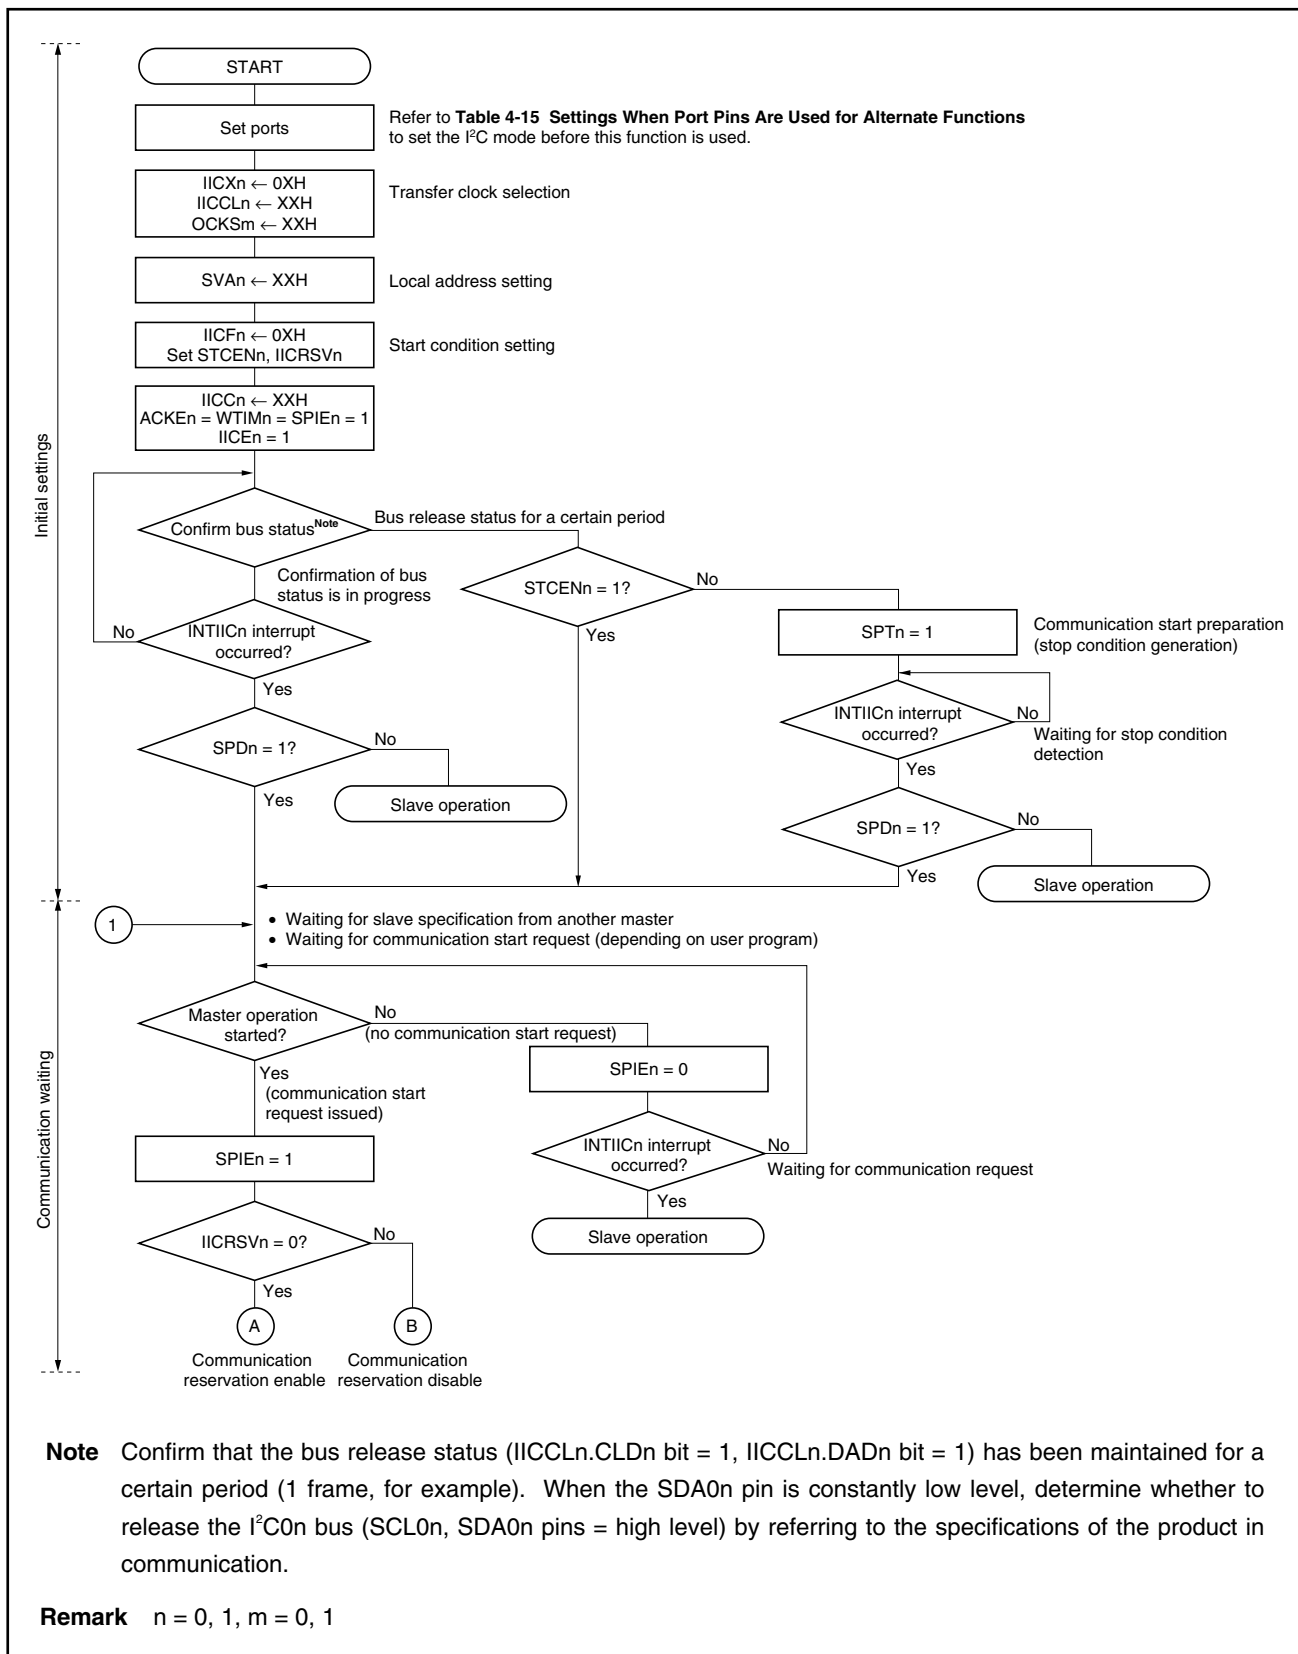 START
Set ports
Refer to Table 4-15 Settings When Port Pins Are Used for Alternate Functions
to set the I²C mode before this function is used.
IICXn ← 0XH
IICCLn ← XXH
OCKSm ← XXH
Transfer clock selection
SVAn ← XXH
Local address setting
IICFn ← 0XH
Set STCENn, IICRSVn
Start condition setting
IICCn ← XXH
ACKEn = WTIMn = SPIEn = 1
IICEn = 1
Initial settings
Confirm bus statusNote
Bus release status for a certain period
Confirmation of bus
status is in progress
STCENn = 1?
No
Yes
SPTn = 1
Communication start preparation
(stop condition generation)
No
INTIICn interrupt
occurred?
Yes
INTIICn interrupt
occurred?
No
Waiting for stop condition
detection
Yes
SPDn = 1?
No
Yes
Slave operation
SPDn = 1?
No
Yes
Slave operation
1
• Waiting for slave specification from another master
• Waiting for communication start request (depending on user program)
Communication waiting
Master operation
started?
No
(no communication start request)
Yes
(communication start
request issued)
SPIEn = 0
INTIICn interrupt
occurred?
No
Waiting for communication request
Yes
Slave operation
SPIEn = 1
IICRSVn = 0?
No
Yes
A
B
Communication
reservation enable
Communication
reservation disable
Note Confirm that the bus release status (IICCLn.CLDn bit = 1, IICCLn.DADn bit = 1) has been maintained for a
certain period (1 frame, for example). When the SDA0n pin is constantly low level, determine whether to
release the I²C0n bus (SCL0n, SDA0n pins = high level) by referring to the specifications of the product in
communication.
Remark n = 0, 1, m = 0, 1